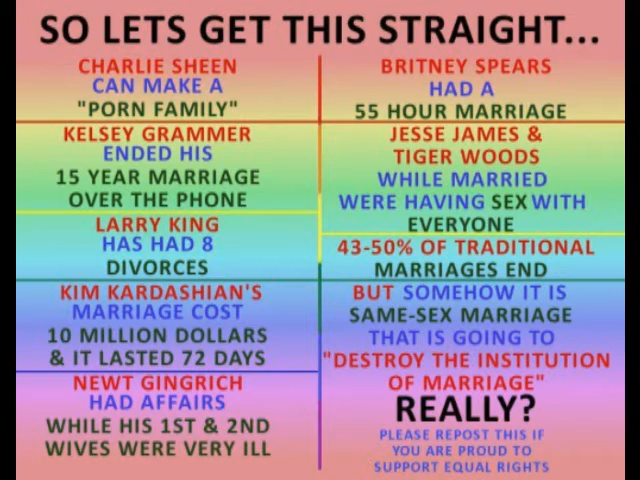 SO LETS GET THIS STRAIGHT...
CHARLIE SHEEN
CAN MAKE A
"PORN FAMILY"
KELSEY GRAMMER
ENDED HIS
15 YEAR MARRIAGE
OVER THE PHONE
LARRY KING
HAS HAD 8
DIVORCES
KIM KARDASHIAN'S
MARRIAGE COST
10 MILLION DOLLARS
& IT LASTED 72 DAYS
NEWT GINGRICH
HAD AFFAIRS
WHILE HIS 1ST & 2ND
WIVES WERE VERY ILL
BRITNEY SPEARS
HAD A
55 HOUR MARRIAGE
JESSE JAMES &
TIGER WOODS
WHILE MARRIED
WERE HAVING SEX WITH
EVERYONE
43-50% OF TRADITIONAL
MARRIAGES END
BUT SOMEHOW IT IS
SAME-SEX MARRIAGE
THAT IS GOING TO
"DESTROY THE INSTITUTION
OF MARRIAGE"
REALLY?
PLEASE REPOST THIS IF
YOU ARE PROUD TO
SUPPORT EQUAL RIGHTS